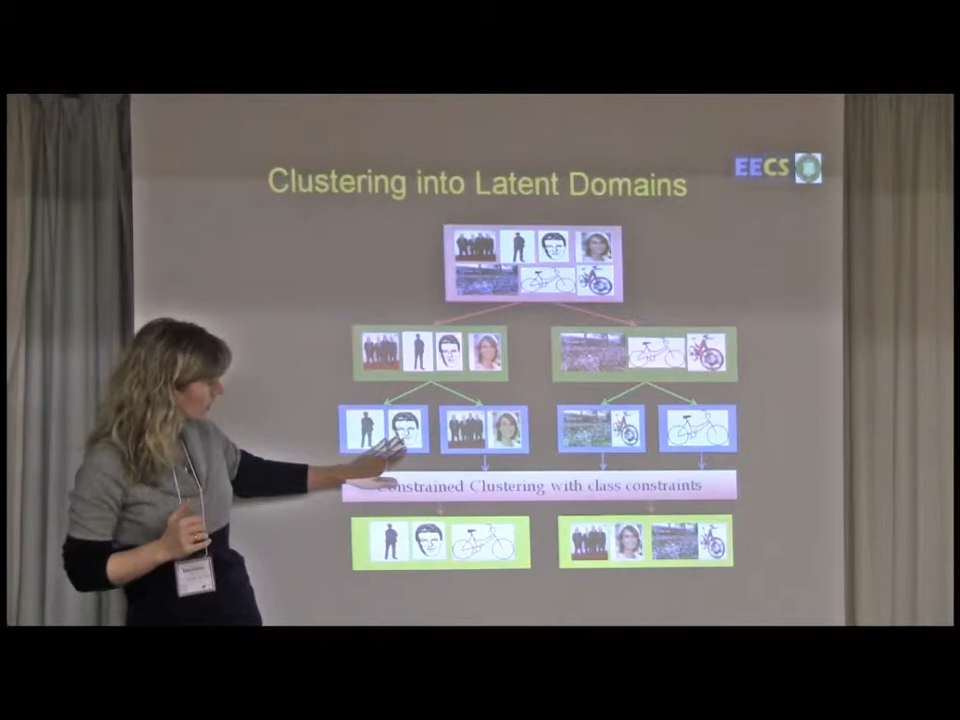 Clustering into Latent Domains
EECS
Constrained Clustering with class constraints